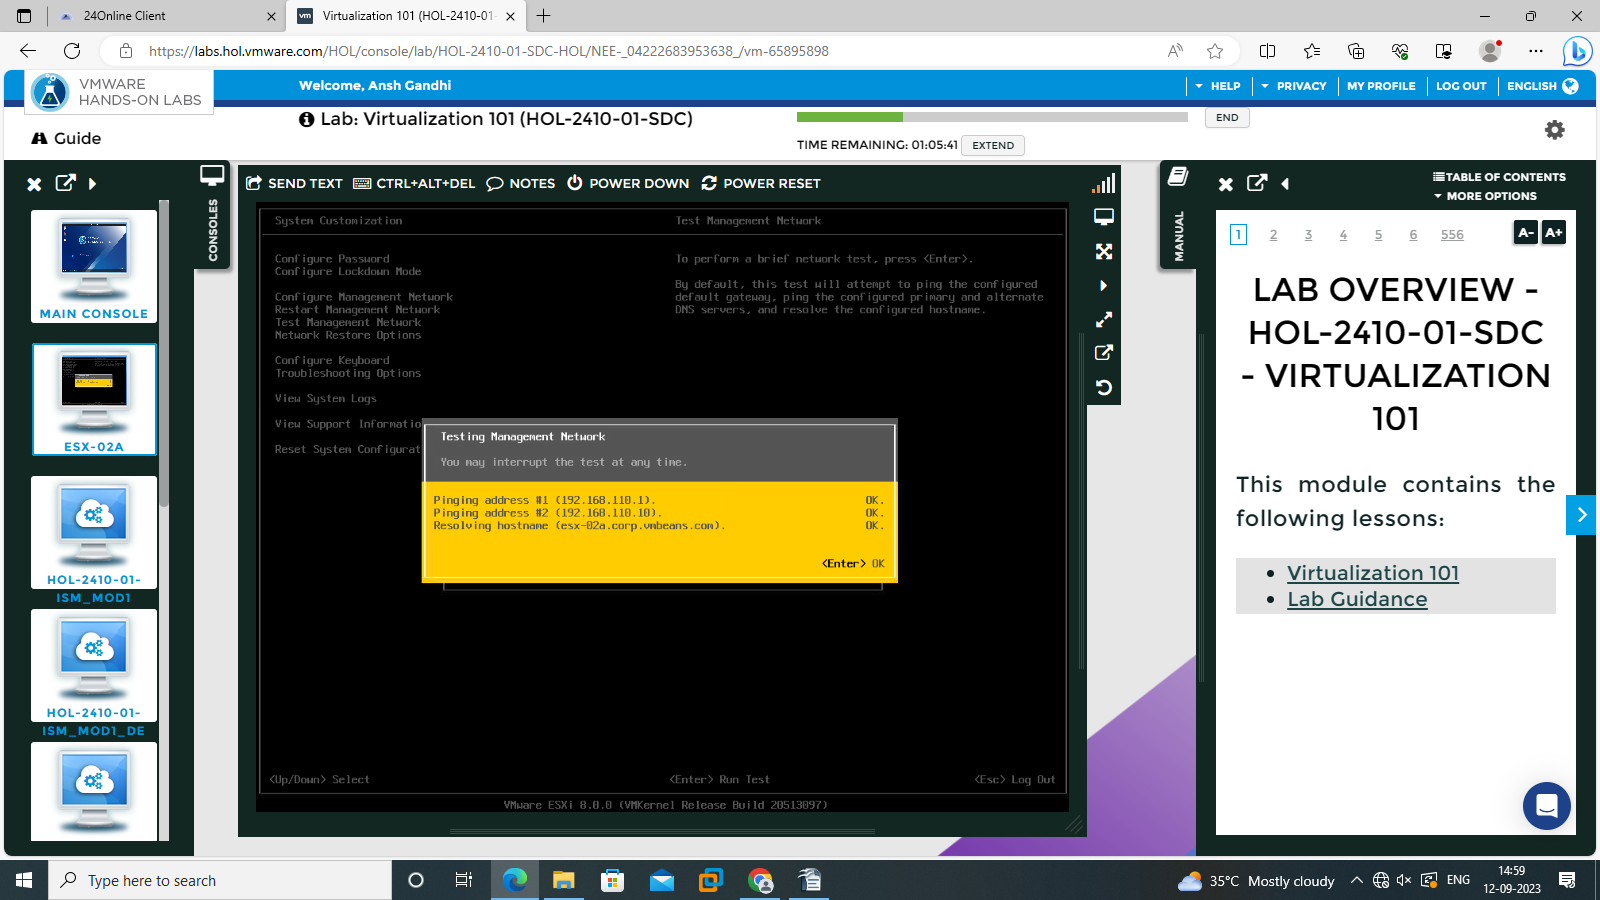 24Online Client
Virtualization 101 (HOL-2410-01-
https://labs.hol.vmware.com/HOL/console/lab/HOL-2410-01-SDC-HOL/NEE-_04222683953638_/vm-65895898
VMWARE
HANDS-ON LABS
Welcome, Ansh Gandhi
HELP
PRIVACY
MY PROFILE
LOG OUT
ENGLISH
Guide
Lab: Virtualization 101 (HOL-2410-01-SDC)
END
TIME REMAINING: 01:05:41
EXTEND
CONSOLES
MAIN CONSOLE
ESX-02A
HOL-2410-01-
ISM_MOD1
HOL-2410-01-
ISM_MOD1_DE
SEND TEXT
CTRL+ALT+DEL
NOTES
POWER DOWN
POWER RESET
System Customization
Test Management Network
Configure Password
Configure Lockdown Mode
Configure Management Network
Restart Management Network
Test Management Network
Network Restore Options
Configure Keyboard
Troubleshooting Options
View System Logs
View Support Informatio
Reset System Configurat
To perform a brief network test, press <Enter>.
By default, this test will attempt to ping the configured
default gateway, ping the configured primary and alternate
DNS servers, and resolve the configured hostname.
Testing Management Network
You may interrupt the test at any time.
Pinging address #1 (192.168.110.1). OK.
Pinging address #2 (192.168.110.10). OK.
Resolving hostname (esx-02a.corp.vmbeans.com). OK.
<Enter> OK
<Up/Down> Select
<Enter> Run Test
<Esc> Log Out
VMware ESXi 8.0.0 (VMKernel Release Build 20513097)
MANUAL
TABLE OF CONTENTS
MORE OPTIONS
1 2 3 4 5 6 556
A- A+
LAB OVERVIEW -
HOL-2410-01-SDC
- VIRTUALIZATION
101
This module contains the
following lessons:
Virtualization 101
Lab Guidance
Type here to search
35°C Mostly cloudy
ENG
14:59
12-09-2023